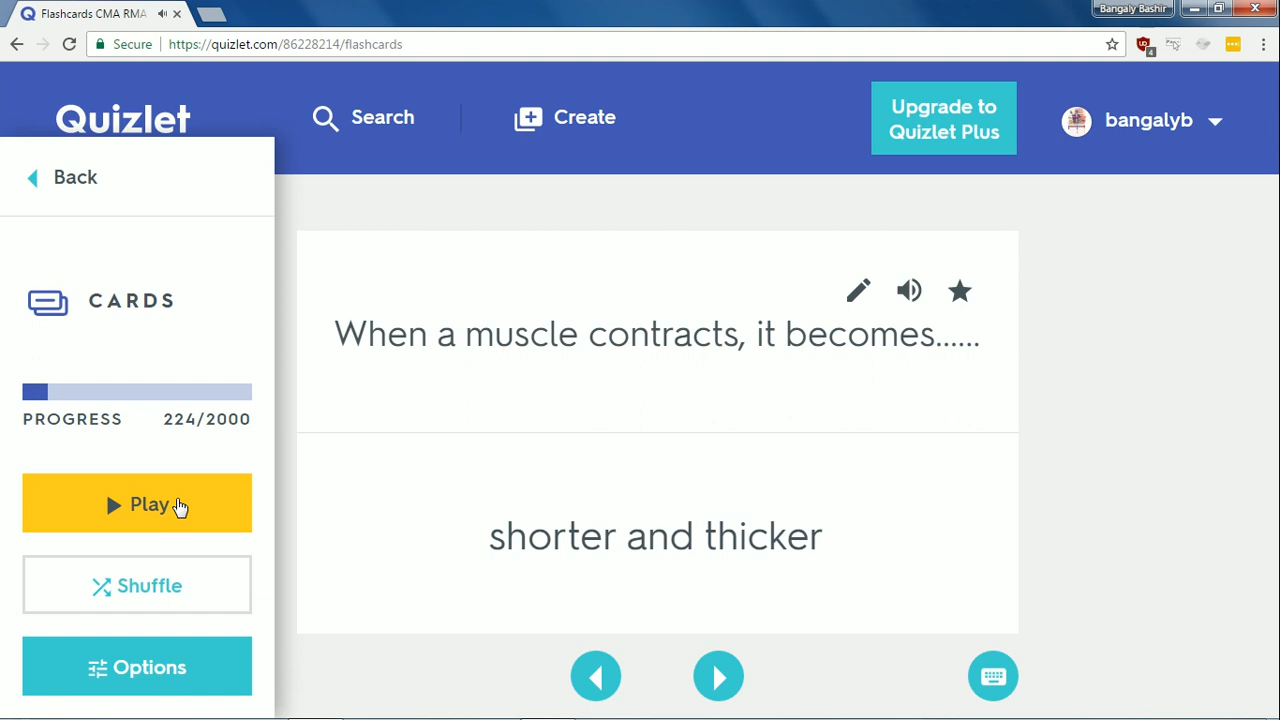 Flashcards CMA RMA
Bangaly Bashir
Secure
https://quizlet.com/86228214/flashcards
4
Quizlet
Search
Create
Upgrade to
Quizlet Plus
bangalyb
Back
CARDS
PROGRESS 224/2000
Play
Shuffle
Options
When a muscle contracts, it becomes......
shorter and thicker